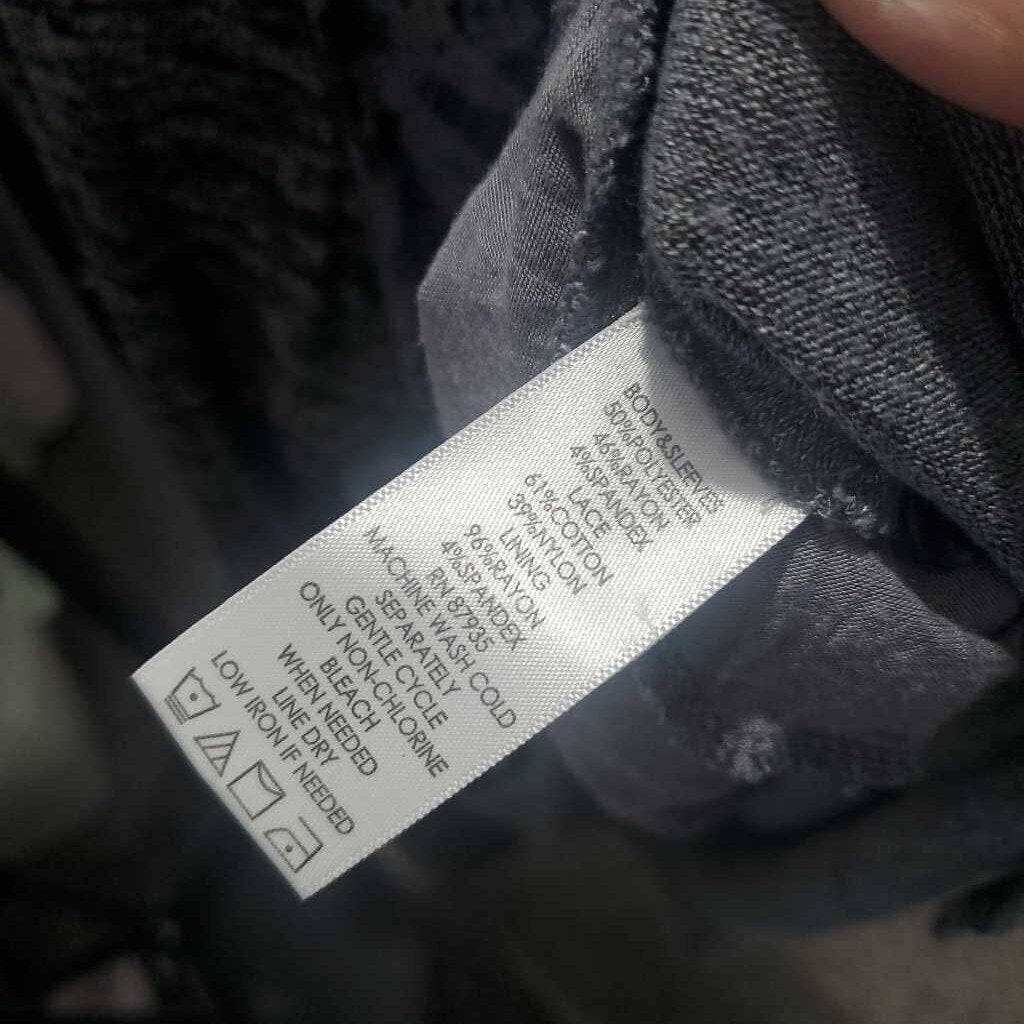 BODY&SLEEVES
50%POLYESTER
46%RAYON
4%SPANDEX
LACE
61%COTTON
39%NYLON
LINING
96%RAYON
4%SPANDEX
RN 87935
MACHINE WASH COLD
SEPARATELY
GENTLE CYCLE
ONLY NON-CHLORINE
BLEACH
WHEN NEEDED
LINE DRY
LOW IRON IF NEEDED